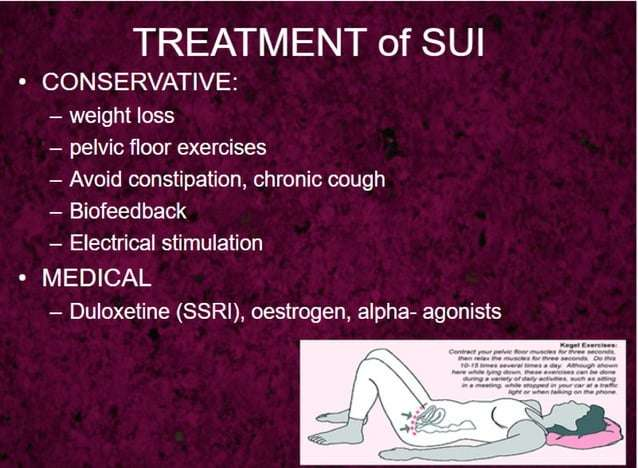 TREATMENT of SUI
• CONSERVATIVE:
– weight loss
– pelvic floor exercises
– Avoid constipation, chronic cough
– Biofeedback
– Electrical stimulation
• MEDICAL
– Duloxetine (SSRI), oestrogen, alpha- agonists
Kegel Exercises:
Contract your pelvic floor muscles for three seconds,
then relax the muscles for three seconds. Do this
10-15 times several times a day. Although shown
here while lying down, these exercises can be done
during a variety of daily activities, such as sitting
in a meeting, while stopped in your car at a traffic
light or when talking on the phone.